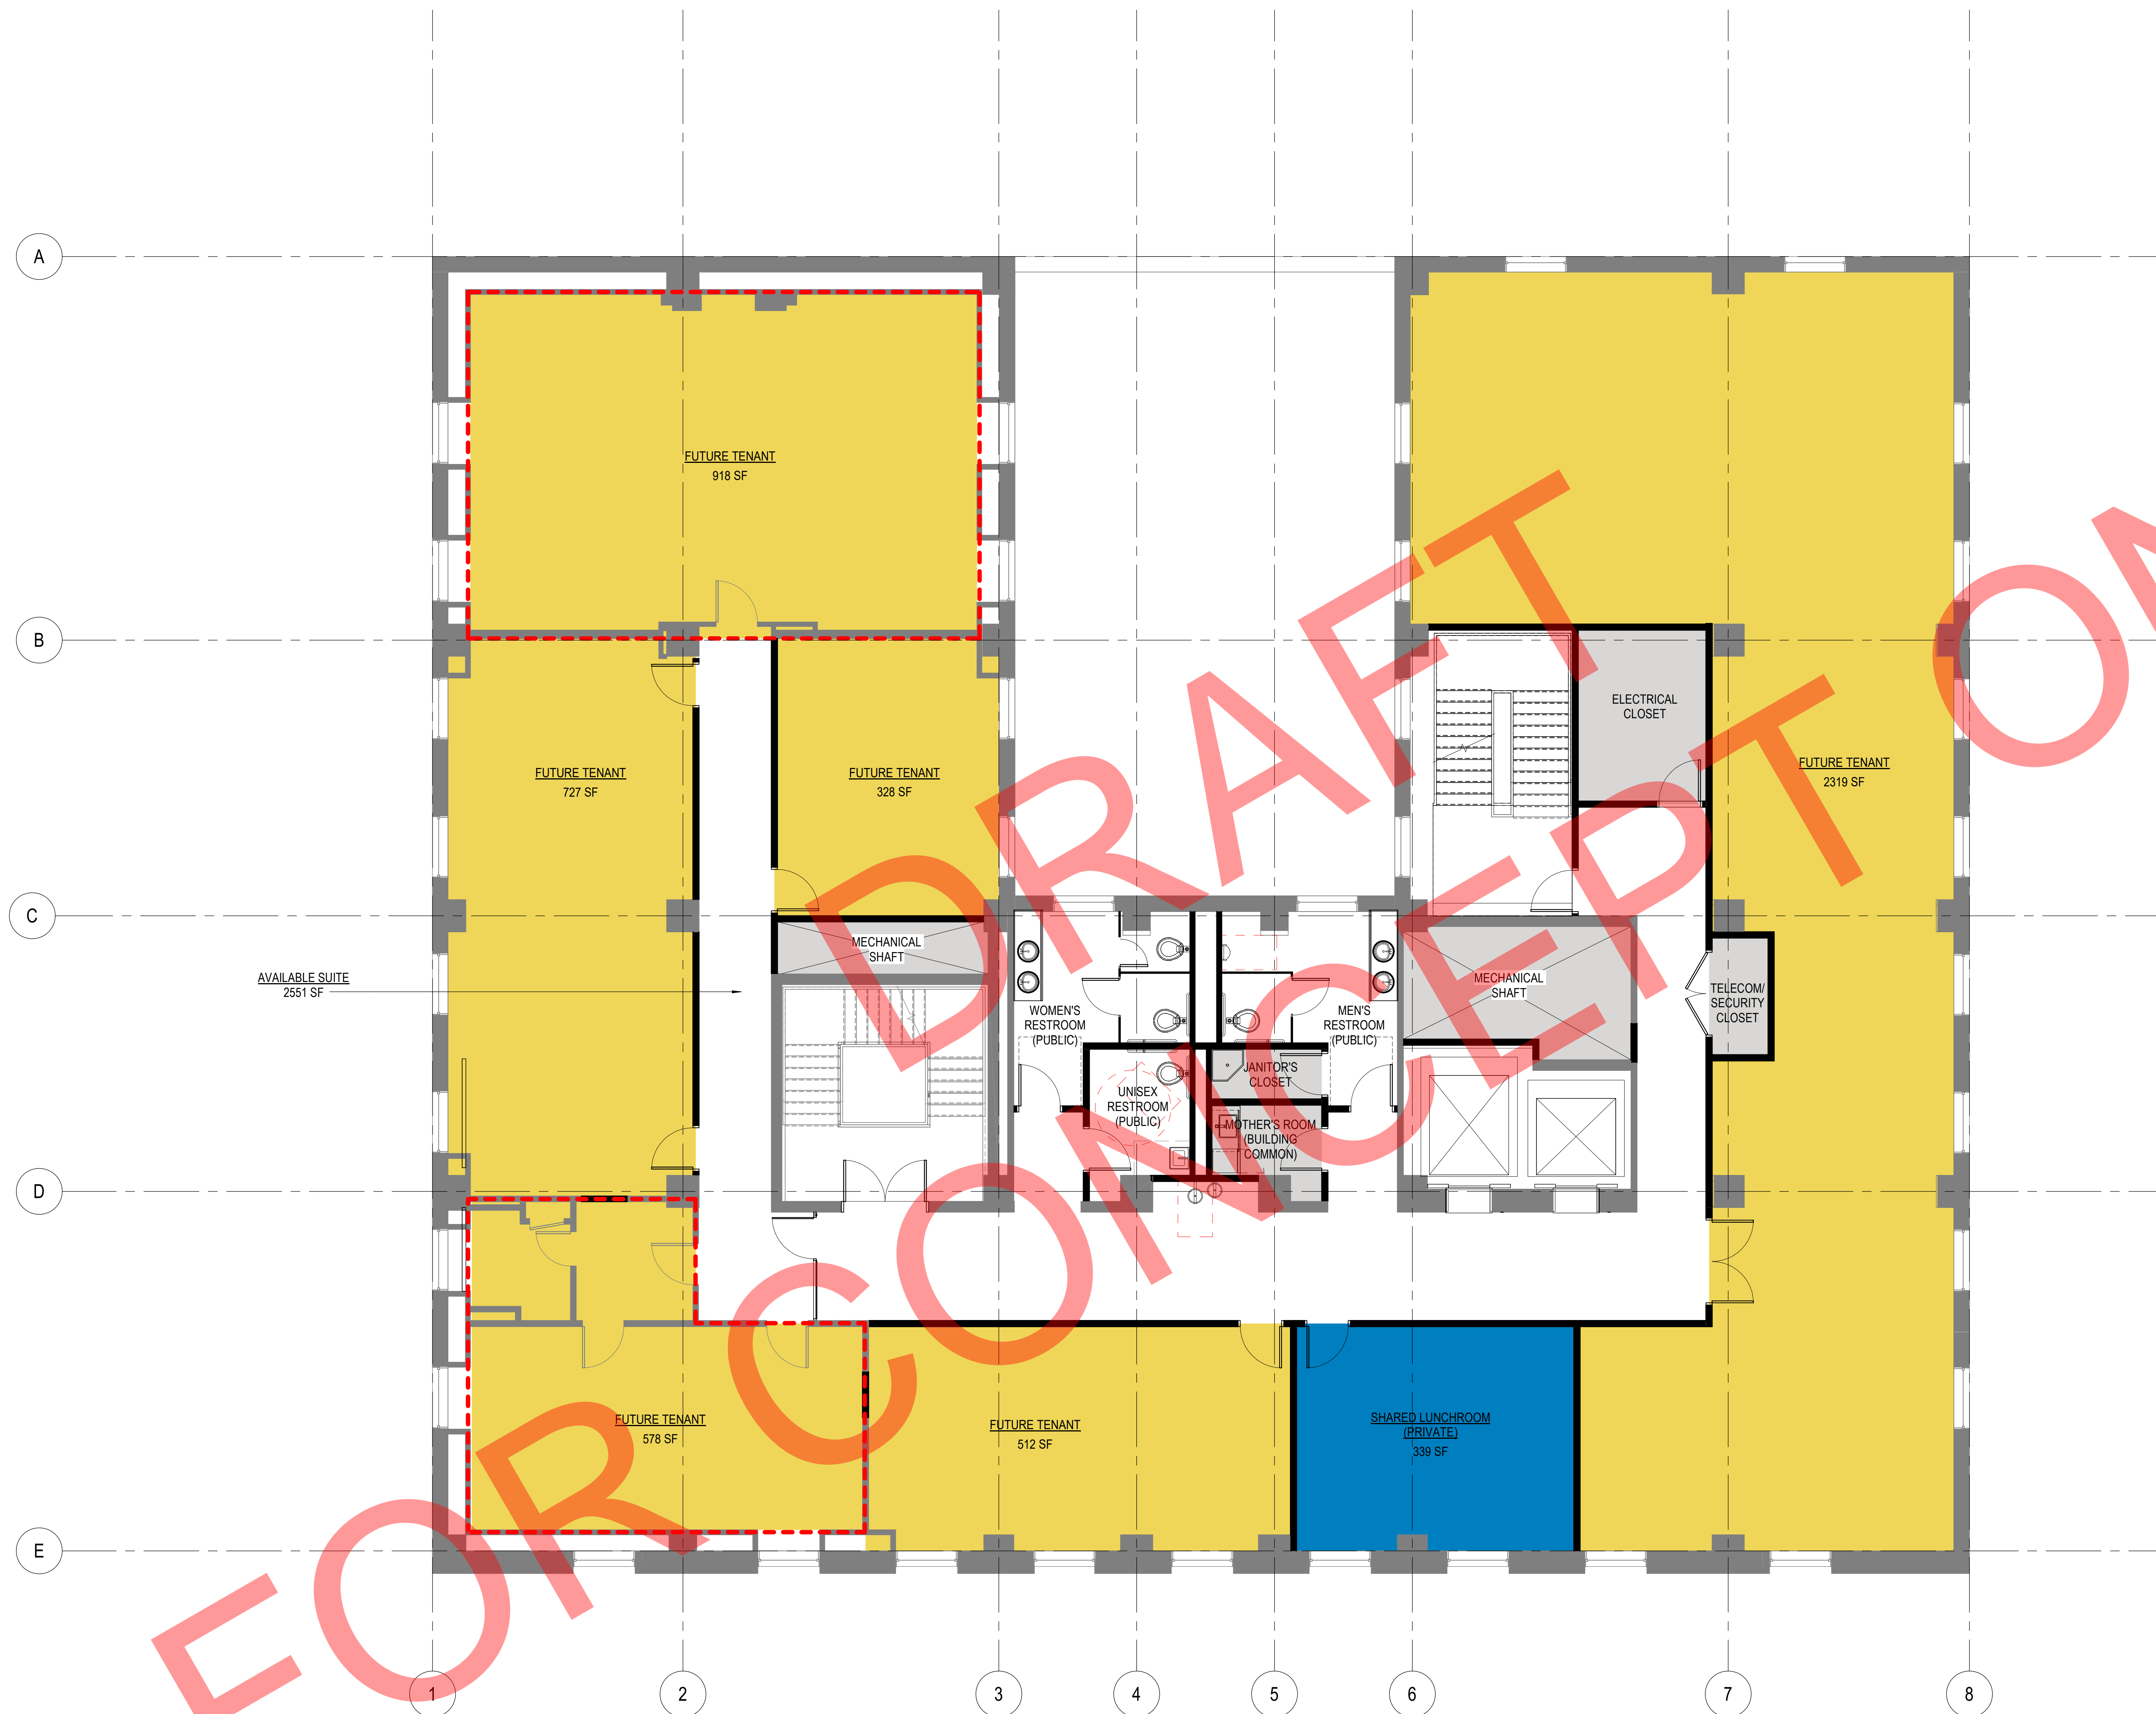 A
FUTURE TENANT
918 SF
B
ELECTRICAL
CLOSET
FUTURE TENANT
2319 SF
FUTURE TENANT
727 SF
FUTURE TENANT
328 SF
C
MECHANICAL
SHAFT
AVAILABLE SUITE
2551 SF
MECHANICAL
SHAFT
TELECOM/
SECURITY
CLOSET
WOMEN'S
RESTROOM
(PUBLIC)
MEN'S
RESTROOM
(PUBLIC)
JANITOR'S
CLOSET
UNISEX
RESTROOM
(PUBLIC)
MOTHER'S ROOM
(BUILDING
COMMON)
D
FUTURE TENANT
578 SF
FUTURE TENANT
512 SF
SHARED LUNCHROOM
(PRIVATE)
339 SF
E
1
2
3
4
5
6
7
8
DRAFT
FOR CONCEPT